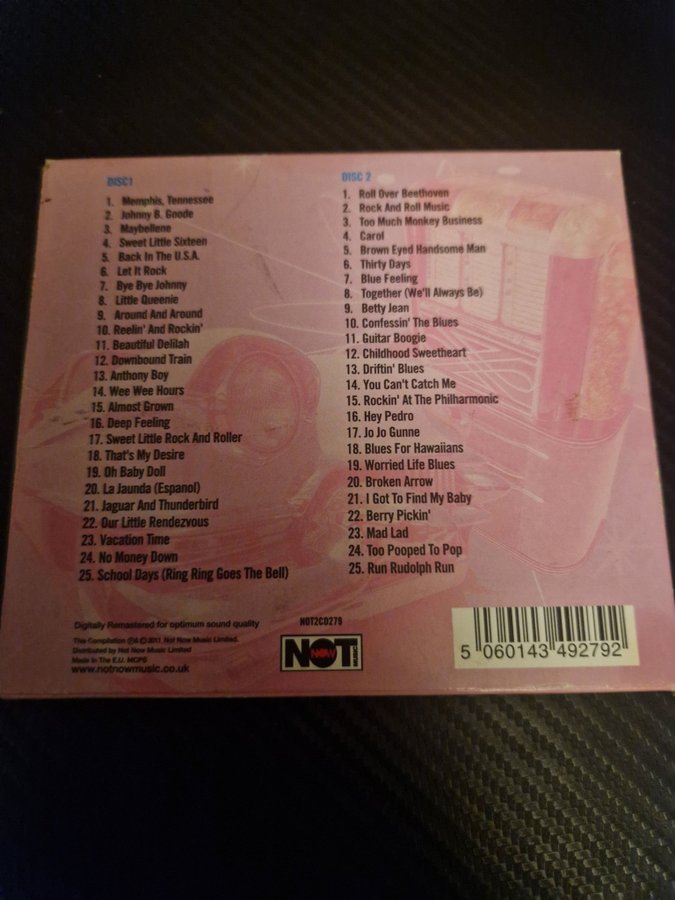 DISC1
1. Memphis, Tennessee
2. Johnny B. Goode
3. Maybellene
4. Sweet Little Sixteen
5. Back In The U.S.A.
6. Let It Rock
7. Bye Bye Johnny
8. Little Queenie
9. Around And Around
10. Reelin' And Rockin'
11. Beautiful Delilah
12. Downbound Train
13. Anthony Boy
14. Wee Wee Hours
15. Almost Grown
16. Deep Feeling
17. Sweet Little Rock And Roller
18. That's My Desire
19. Oh Baby Doll
20. La Jaunda (Espanol)
21. Jaguar And Thunderbird
22. Our Little Rendezvous
23. Vacation Time
24. No Money Down
25. School Days (Ring Ring Goes The Bell)
DISC 2
1. Roll Over Beethoven
2. Rock And Roll Music
3. Too Much Monkey Business
4. Carol
5. Brown Eyed Handsome Man
6. Thirty Days
7. Blue Feeling
8. Together (We'll Always Be)
9. Betty Jean
10. Confessin' The Blues
11. Guitar Boogie
12. Childhood Sweetheart
13. Driftin' Blues
14. You Can't Catch Me
15. Rockin' At The Philharmonic
16. Hey Pedro
17. Jo Jo Gunne
18. Blues For Hawaiians
19. Worried Life Blues
20. Broken Arrow
21. I Got To Find My Baby
22. Berry Pickin'
23. Mad Lad
24. Too Pooped To Pop
25. Run Rudolph Run
Digitally Remastered for optimum sound quality
This Compilation ℗& © 2011 Not Now Music Limited.
Distributed by Not Now Music Limited
Made In The E.U. MCPS
www.notnowmusic.co.uk
NOT2CD279
NOT NOW MUSIC
5 060143 492792